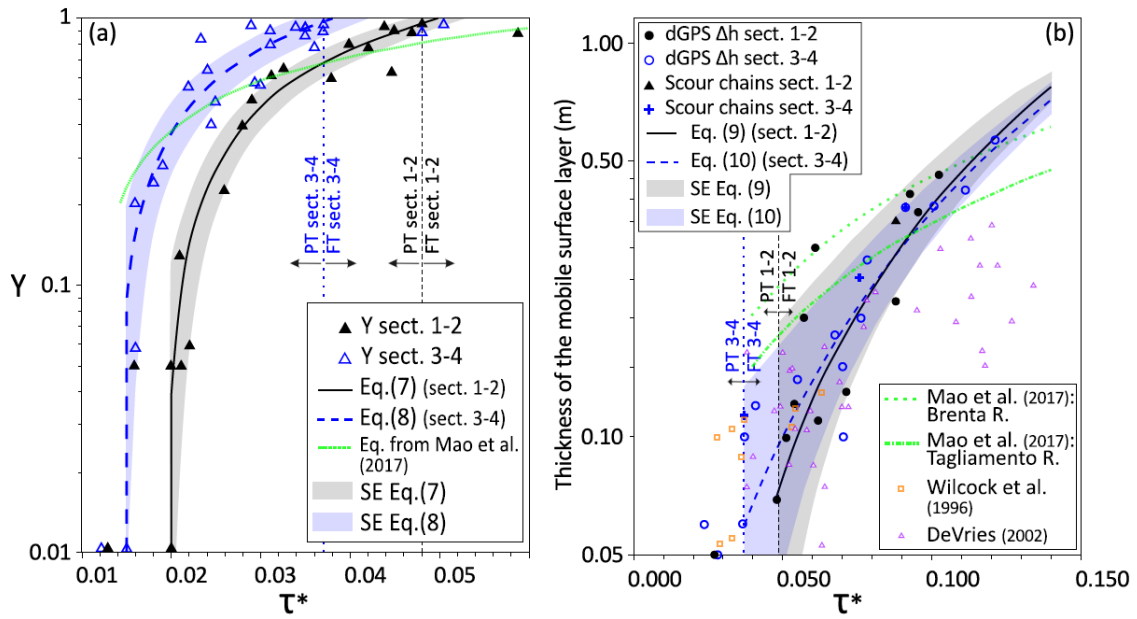 (a)
1
0.1
0.01
Y
PT sect. 3-4
FT sect. 3-4
PT sect. 1-2
FT sect. 1-2
Y sect. 1-2
Y sect. 3-4
Eq.(7) (sect. 1-2)
Eq.(8) (sect. 3-4)
Eq. from Mao et al.
(2017)
SE Eq.(7)
SE Eq.(8)
0.01 0.02 0.03 0.04 0.05
τ*
(b)
Thickness of the mobile surface layer (m)
1.00
0.50
0.10
0.05
dGPS Δh sect. 1-2
dGPS Δh sect. 3-4
Scour chains sect. 1-2
Scour chains sect. 3-4
Eq. (9) (sect. 1-2)
Eq. (10) (sect. 3-4)
SE Eq. (9)
SE Eq. (10)
PT 3-4
FT 3-4
PT 1-2
FT 1-2
Mao et al. (2017):
Brenta R.
Mao et al. (2017):
Tagliamento R.
Wilcock et al.
(1996)
DeVries (2002)
0.000 0.050 0.100 0.150
τ*